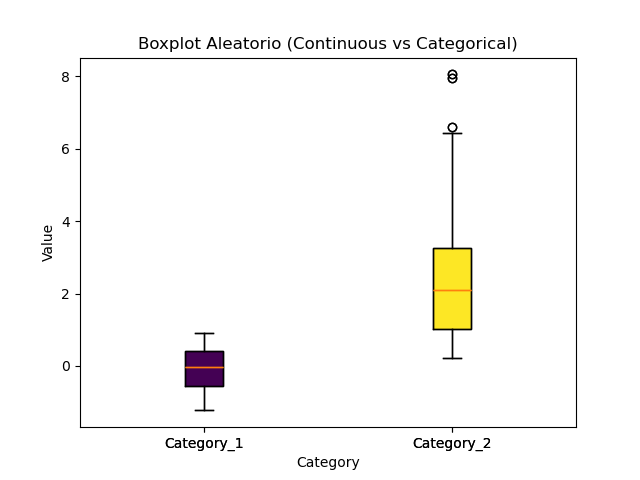 Boxplot Aleatorio (Continuous vs Categorical)
8
6
4
2
0
Value
Category_1
Category_2
Category